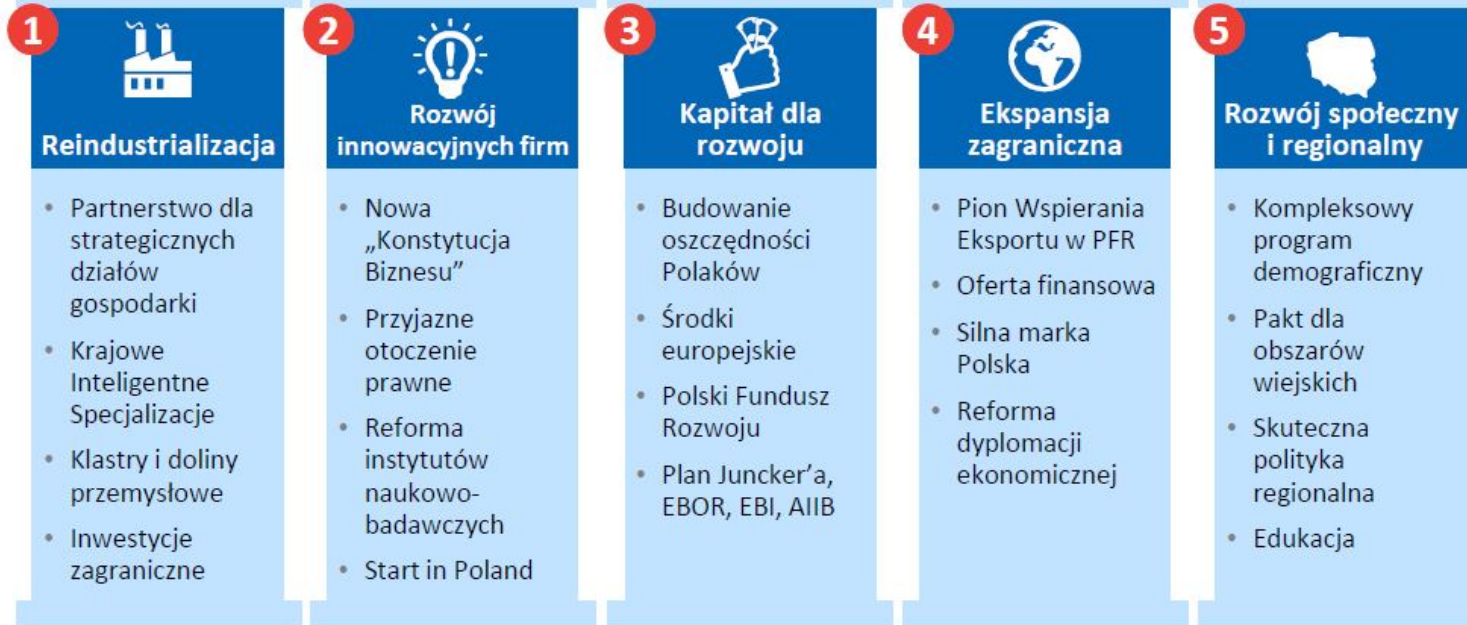 1
Reindustrializacja
• Partnerstwo dla
strategicznych
działów
gospodarki
• Krajowe
Inteligentne
Specjalizacje
• Klastry i doliny
przemysłowe
• Inwestycje
zagraniczne
2
Rozwój
innowacyjnych firm
• Nowa
„Konstytucja
Biznesu”
• Przyjazne
otoczenie
prawne
• Reforma
instytutów
naukowo-
badawczych
• Start in Poland
3
Kapitał dla
rozwoju
• Budowanie
oszczędności
Polaków
• Środki
europejskie
• Polski Fundusz
Rozwoju
• Plan Juncker’a,
EBOR, EBI, AIIB
4
Ekspansja
zagraniczna
• Pion Wspierania
Eksportu w PFR
• Oferta finansowa
• Silna marka
Polska
• Reforma
dyplomacji
ekonomicznej
5
Rozwój społeczny
i regionalny
• Kompleksowy
program
demograficzny
• Pakt dla
obszarów
wiejskich
• Skuteczna
polityka
regionalna
• Edukacja